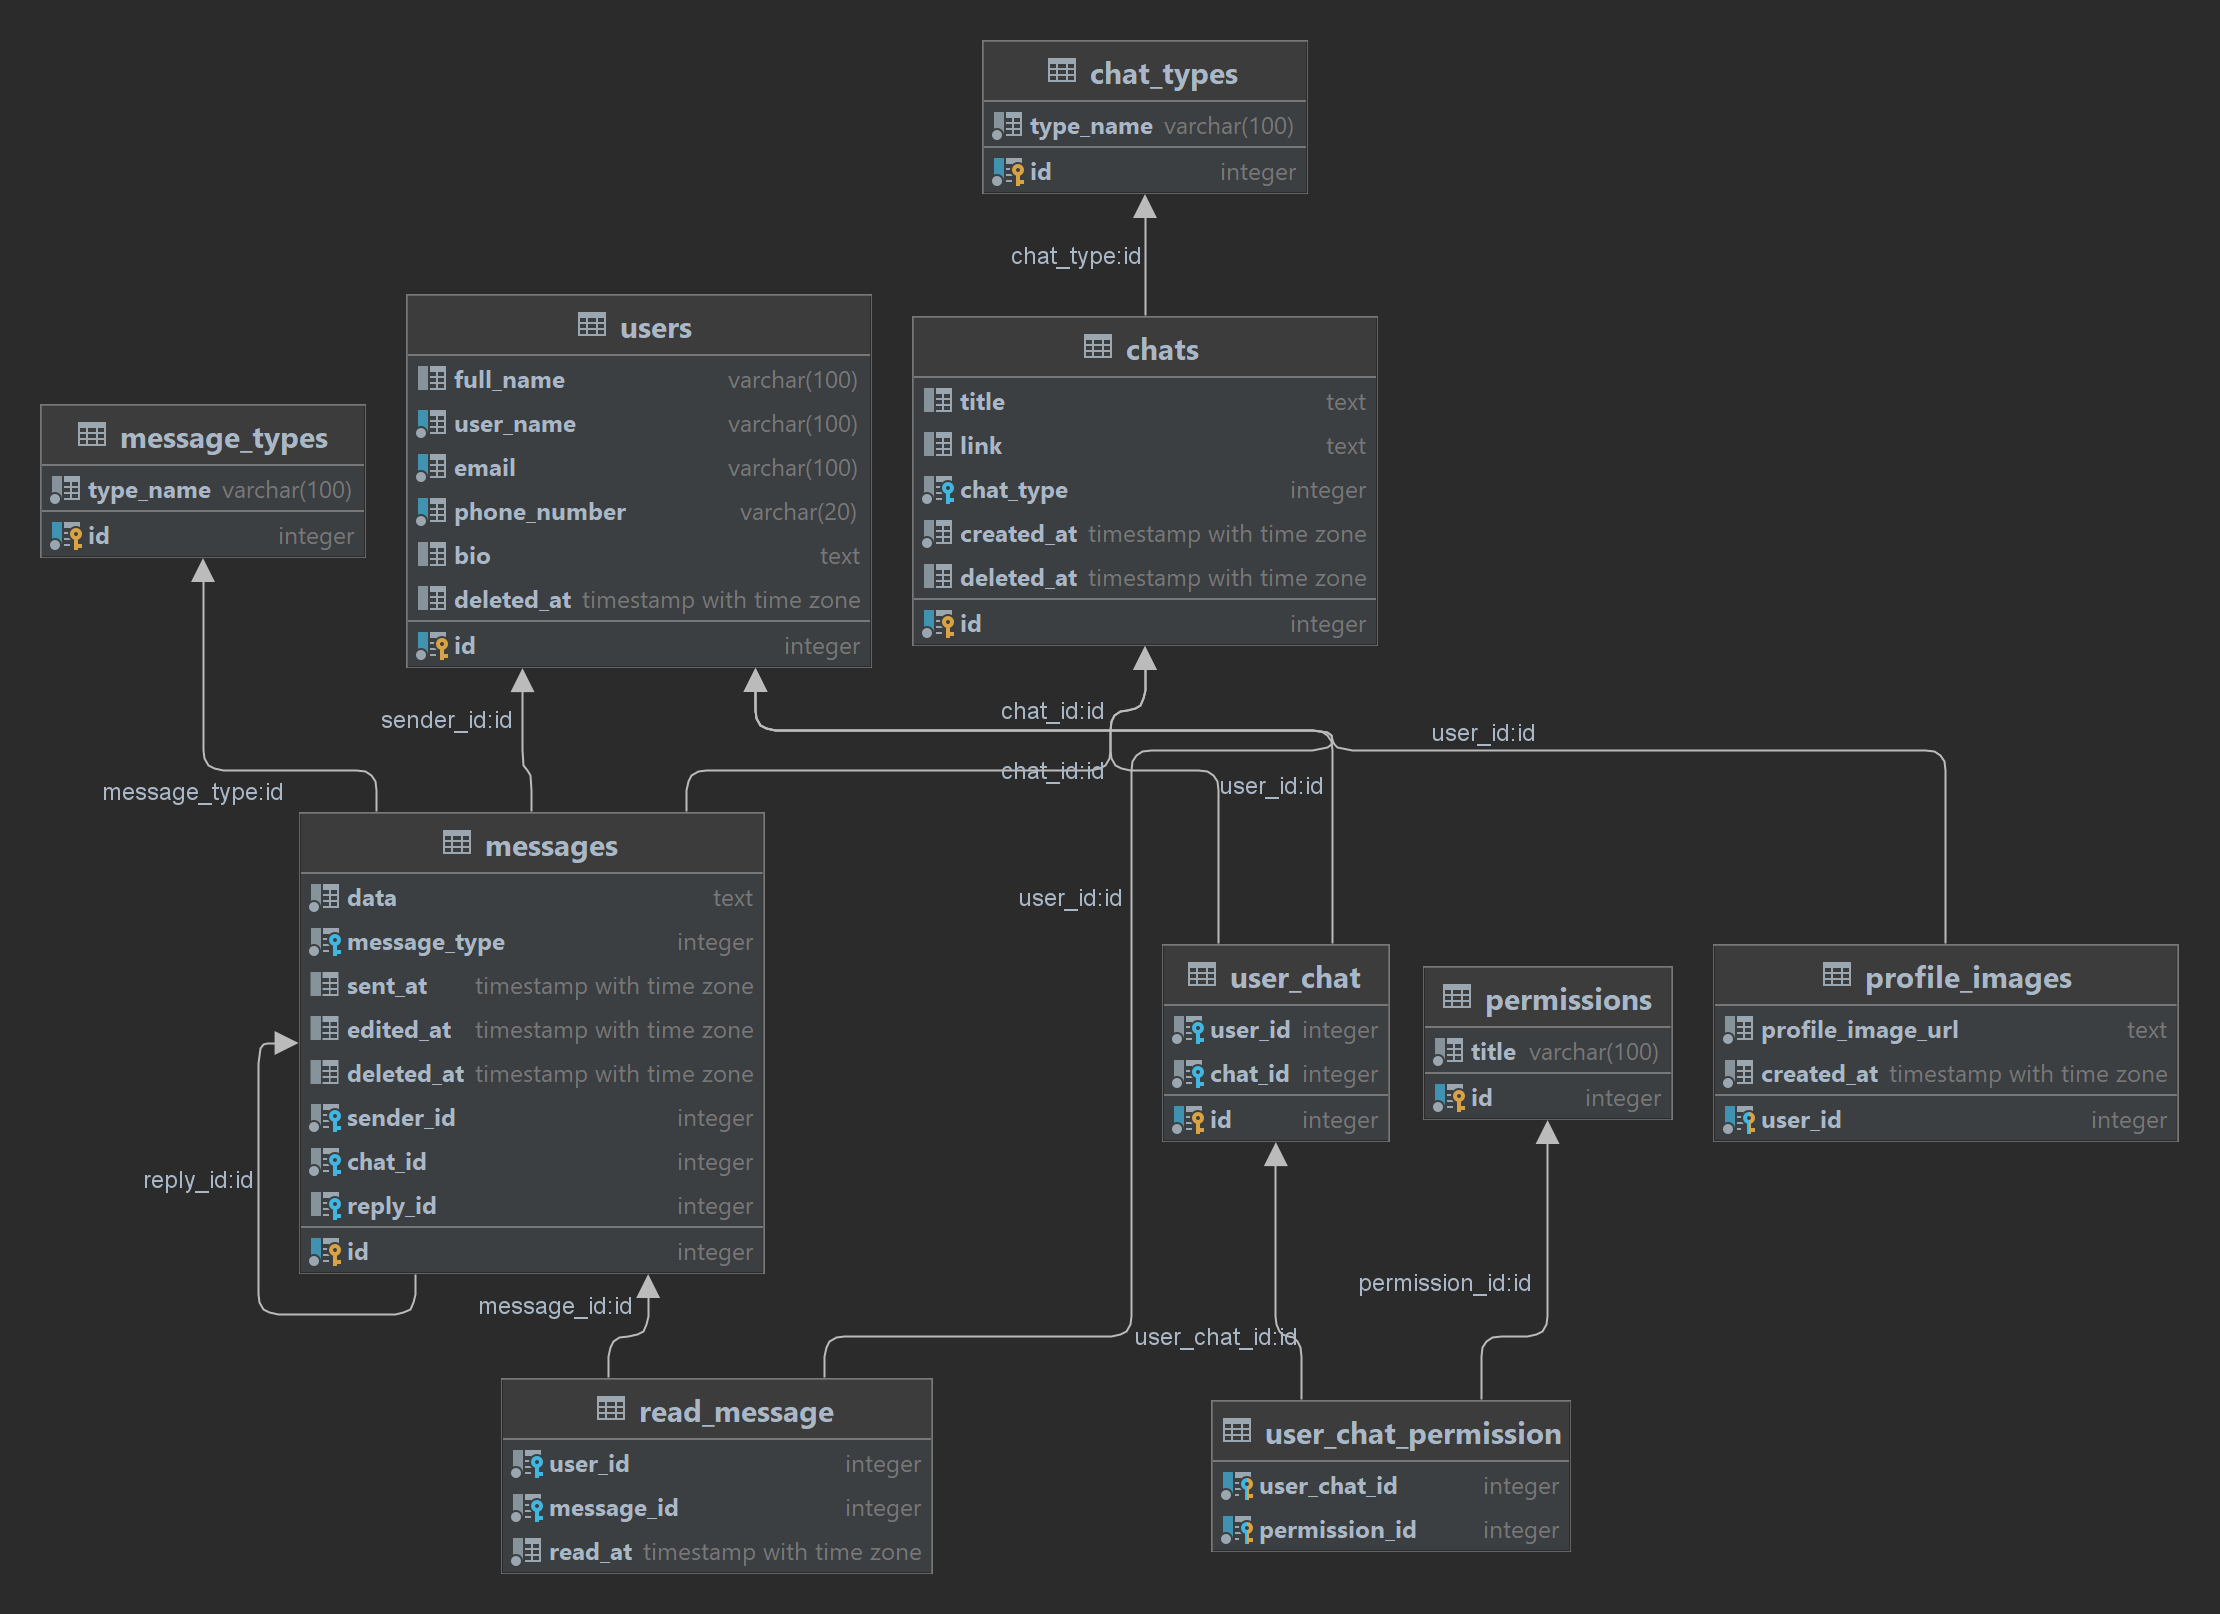 chat_types
type_name varchar(100)
id integer
chat_type:id
users
full_name varchar(100)
user_name varchar(100)
email varchar(100)
phone_number varchar(20)
bio text
deleted_at timestamp with time zone
id integer
chats
title text
link text
chat_type integer
created_at timestamp with time zone
deleted_at timestamp with time zone
id integer
message_types
type_name varchar(100)
id integer
sender_id:id
chat_id:id
user_id:id
message_type:id
chat_id:id
user_id:id
messages
data text
message_type integer
sent_at timestamp with time zone
edited_at timestamp with time zone
deleted_at timestamp with time zone
sender_id integer
chat_id integer
reply_id integer
id integer
user_id:id
user_chat
user_id integer
chat_id integer
id integer
permissions
title varchar(100)
id integer
profile_images
profile_image_url text
created_at timestamp with time zone
user_id integer
reply_id:id
message_id:id
permission_id:id
user_chat_id:id
read_message
user_id integer
message_id integer
read_at timestamp with time zone
user_chat_permission
user_chat_id integer
permission_id integer